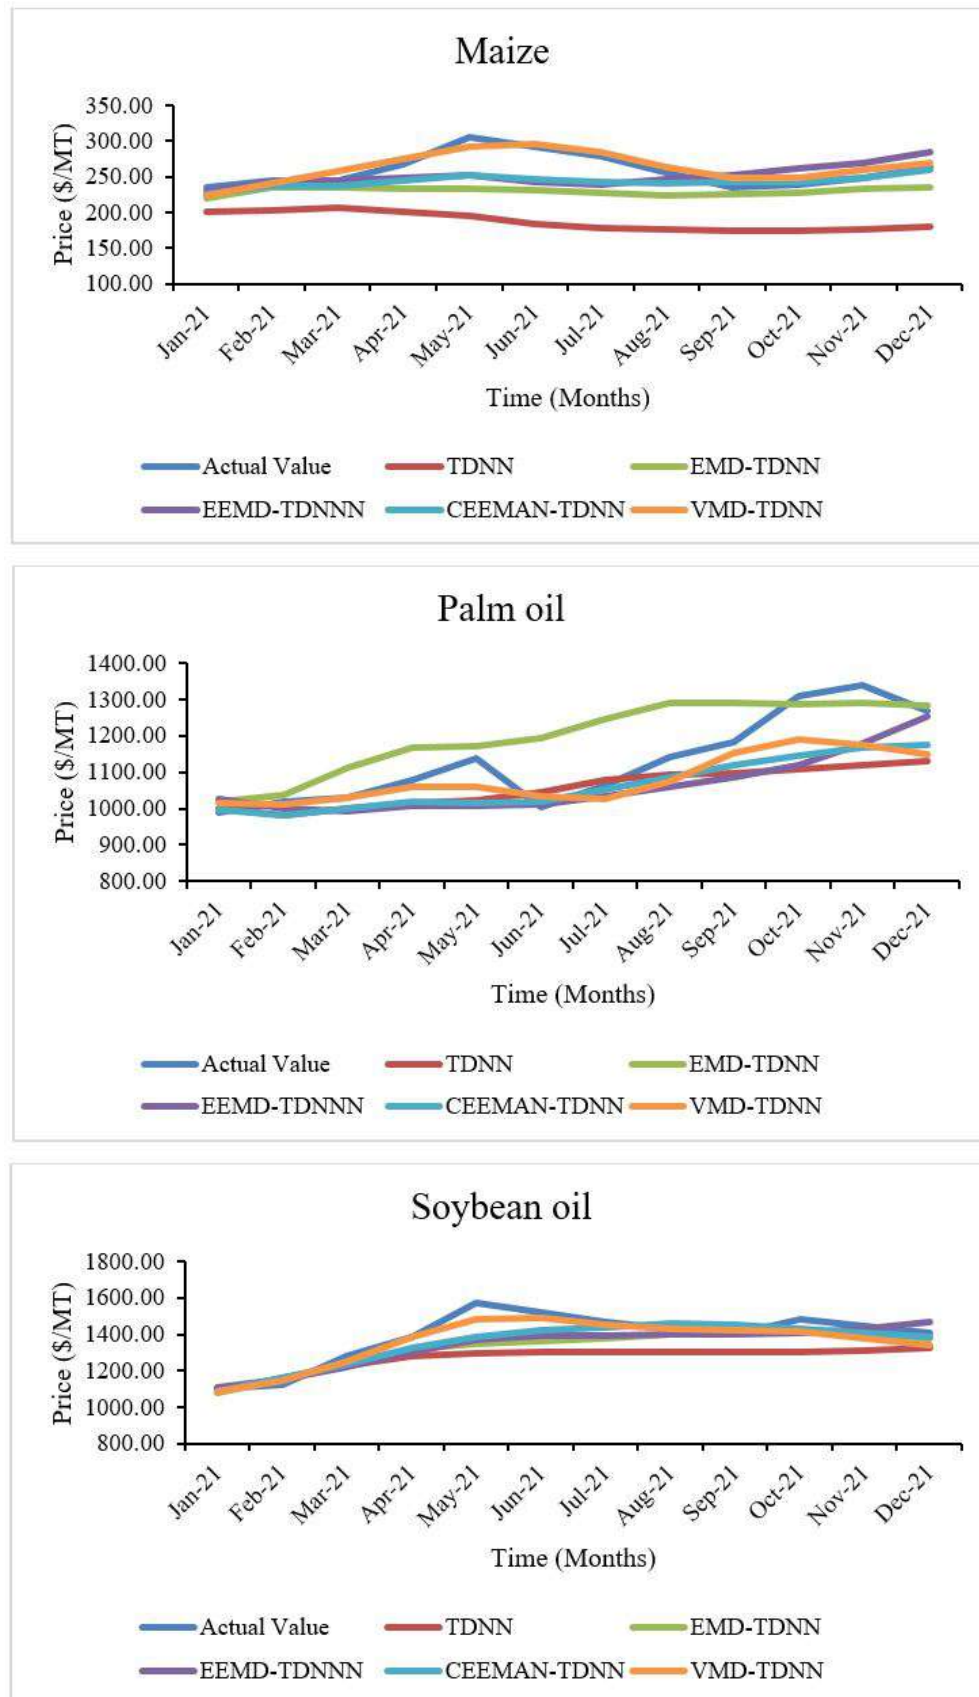 Maize
Price ($/MT)
350.00
300.00
250.00
200.00
150.00
100.00
Jan-21 Feb-21 Mar-21 Apr-21 May-21 Jun-21 Jul-21 Aug-21 Sep-21 Oct-21 Nov-21 Dec-21
Time (Months)
Actual Value TDNN EMD-TDNN
EEMD-TDNNN CEEMAN-TDNN VMD-TDNN
Palm oil
Price ($/MT)
1400.00
1300.00
1200.00
1100.00
1000.00
900.00
800.00
Jan-21 Feb-21 Mar-21 Apr-21 May-21 Jun-21 Jul-21 Aug-21 Sep-21 Oct-21 Nov-21 Dec-21
Time (Months)
Actual Value TDNN EMD-TDNN
EEMD-TDNNN CEEMAN-TDNN VMD-TDNN
Soybean oil
Price ($/MT)
1800.00
1600.00
1400.00
1200.00
1000.00
800.00
Jan-21 Feb-21 Mar-21 Apr-21 May-21 Jun-21 Jul-21 Aug-21 Sep-21 Oct-21 Nov-21 Dec-21
Time (Months)
Actual Value TDNN EMD-TDNN
EEMD-TDNNN CEEMAN-TDNN VMD-TDNN